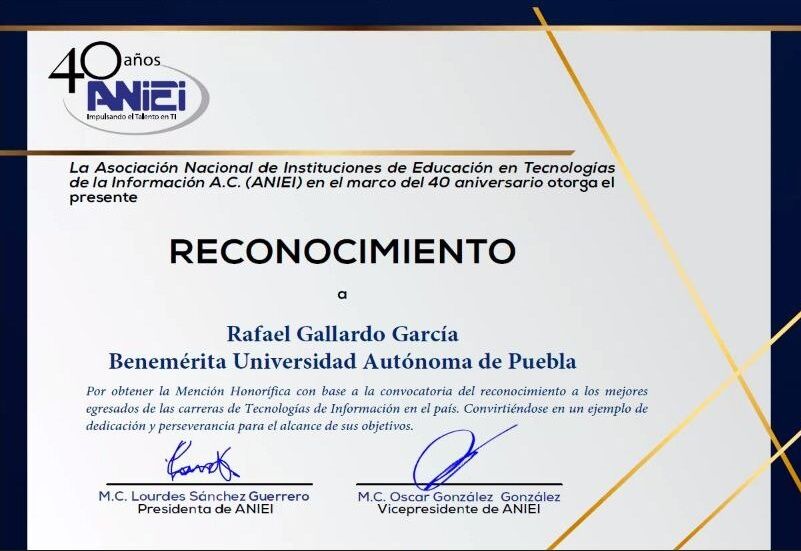 40 años
ANIEI
Impulsando el Talento en TI
La Asociación Nacional de Instituciones de Educación en Tecnologías
de la Información A.C. (ANIEI) en el marco del 40 aniversario otorga el
presente
RECONOCIMIENTO
a
Rafael Gallardo García
Benemérita Universidad Autónoma de Puebla
Por obtener la Mención Honorífica con base a la convocatoria del reconocimiento a los mejores
egresados de las carreras de Tecnologías de Información en el país. Convirtiéndose en un ejemplo de
dedicación y perseverancia para el alcance de sus objetivos.
M.C. Lourdes Sánchez Guerrero
Presidenta de ANIEI
M.C. Oscar González González
Vicepresidente de ANIEI